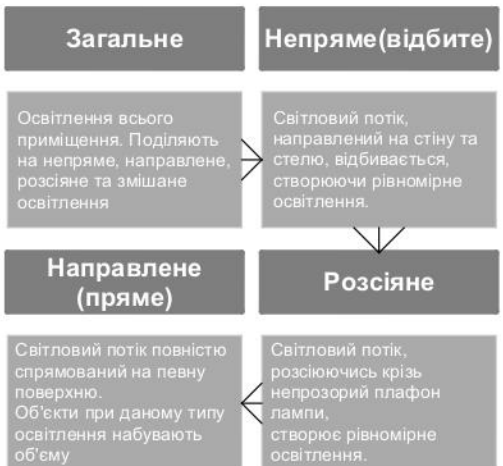 Загальне
Освітлення всього
приміщення. Поділяють
на непряме, направлене,
розсіяне та змішане
освітлення
Непряме(відбите)
Світловий потік,
направлений на стіну та
стелю, відбивається,
створюючи рівномірне
освітлення.
Розсіяне
Світловий потік,
розсіюючись крізь
непрозорий плафон
лампи,
створює рівномірне
освітлення.
Направлене
(пряме)
Світловий потік повністю
спрямований на певну
поверхню.
Об'єкти при даному типу
освітлення набувають
об'єму